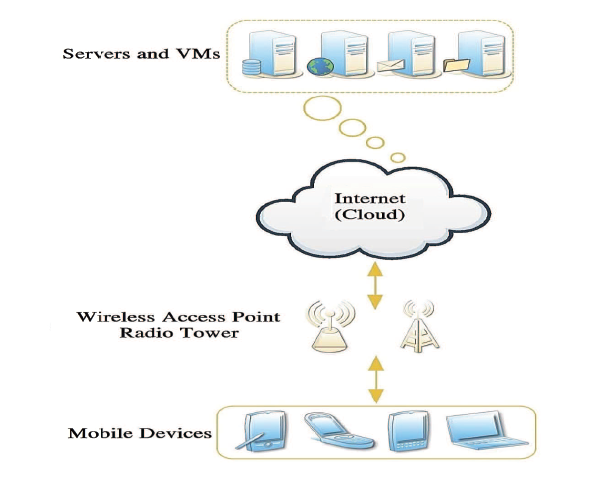 Servers and VMs
Internet
(Cloud)
Wireless Access Point
Radio Tower
Mobile Devices